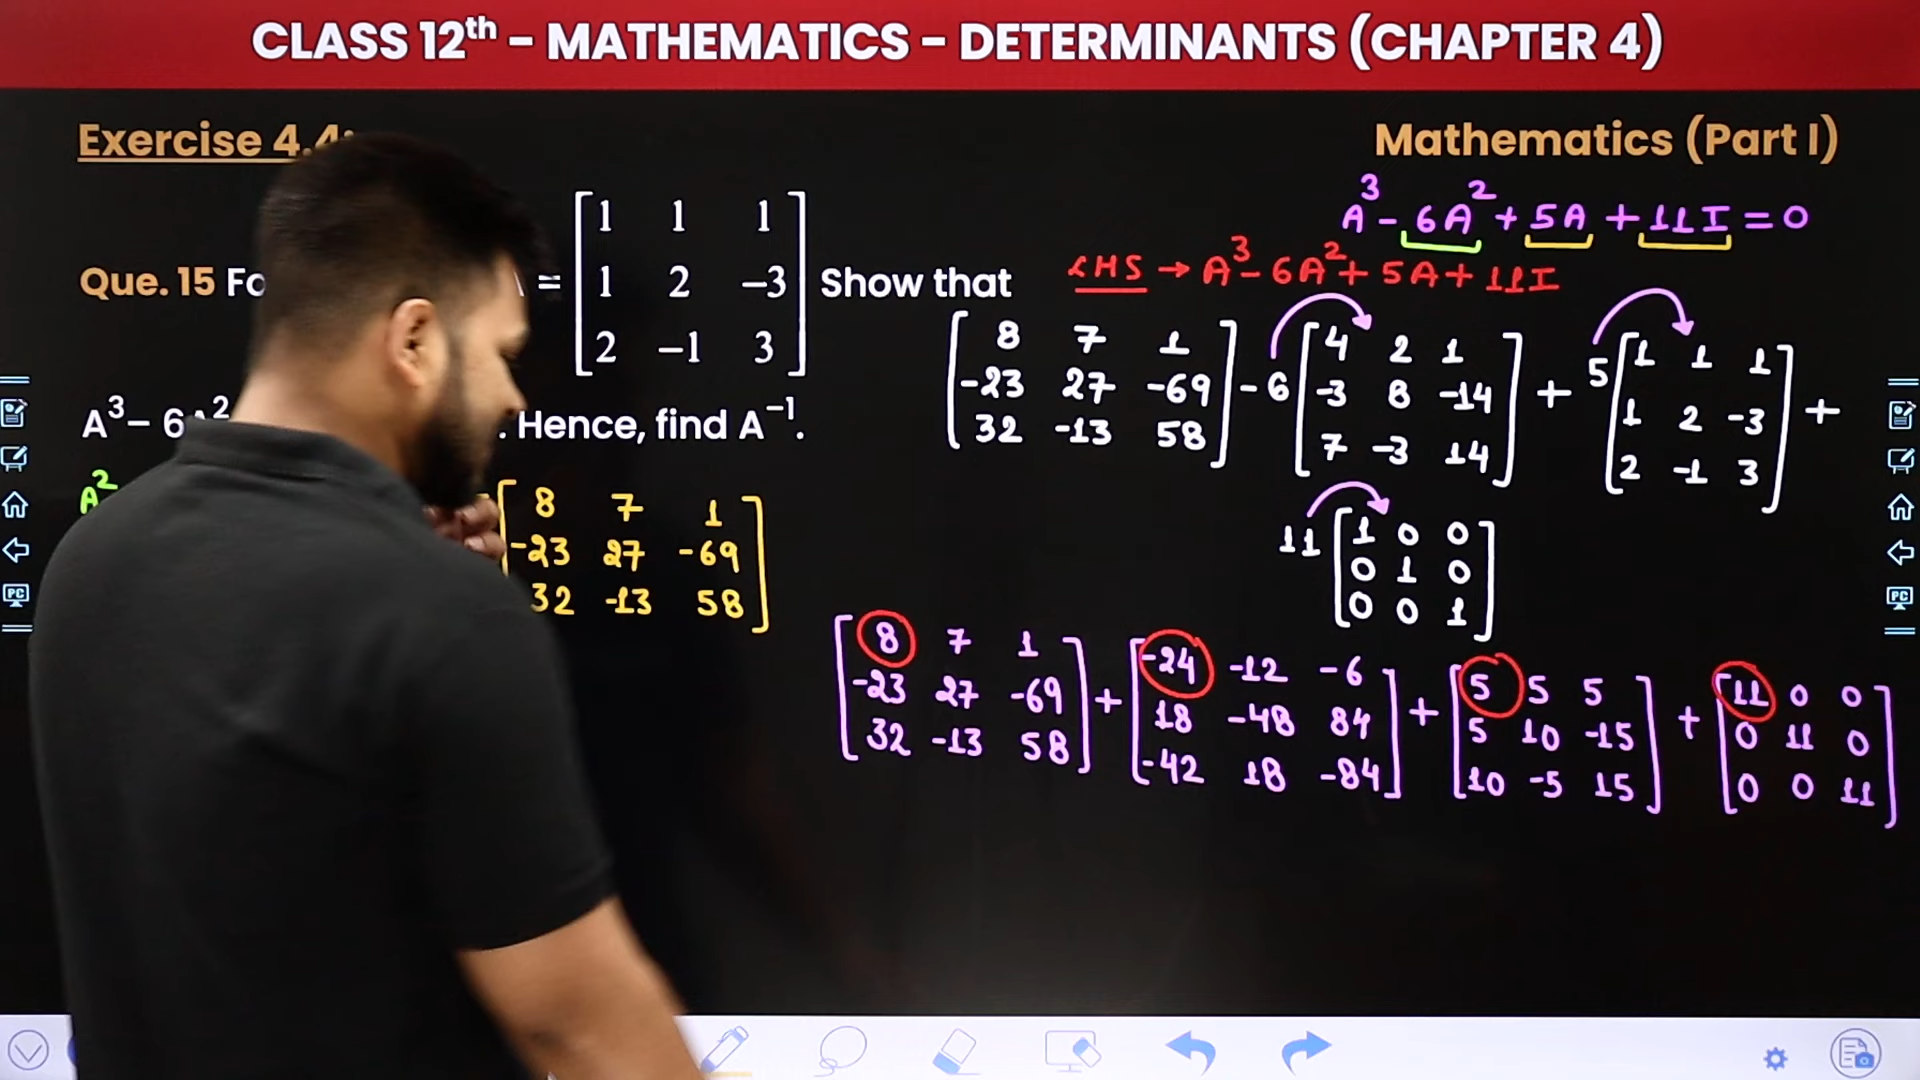 CLASS 12th - MATHEMATICS - DETERMINANTS (CHAPTER 4)
Exercise 4.4:
Mathematics (Part I)
A³ - 6A² + 5A + 11I = 0
Que. 15
= [1 1 1
1 2 -3
2 -1 3] Show that
LHS → A³ - 6A² + 5A + 11I
[8 7 1
-23 27 -69
32 -13 58] - 6 [4 2 1
-3 8 -14
7 -3 14] + 5 [1 1 1
1 2 -3
2 -1 3] +
11 [1 0 0
0 1 0
0 0 1]
A³ – 6
. Hence, find A⁻¹.
A²
[8 7 1
-23 27 -69
32 -13 58]
[8 7 1
-23 27 -69
32 -13 58] + [-24 -12 -6
18 -48 84
-42 18 -84] + [5 5 5
5 10 -15
10 -5 15] + [11 0 0
0 11 0
0 0 11]
PC
PC